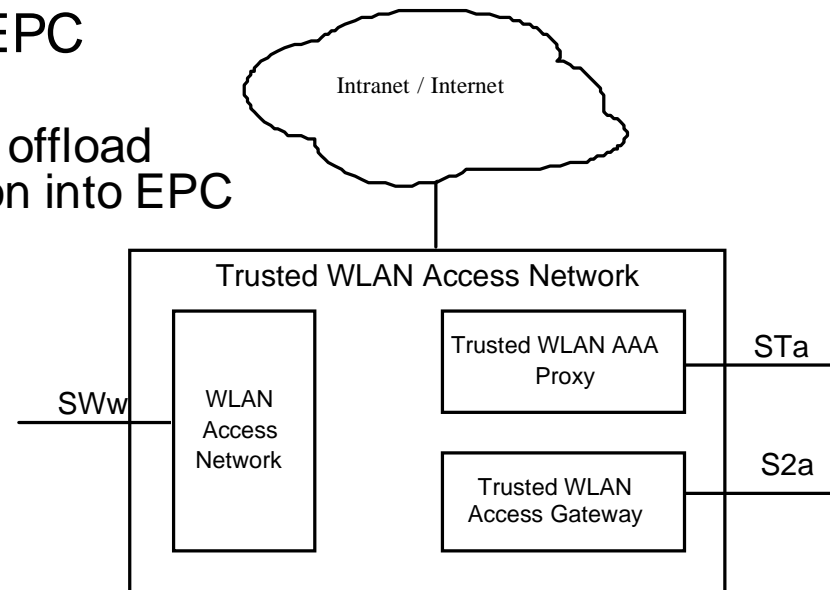 EPC
Intranet / Internet
offload
on into EPC
Trusted WLAN Access Network
Trusted WLAN AAA
Proxy
STa
SWw
WLAN
Access
Network
Trusted WLAN
Access Gateway
S2a